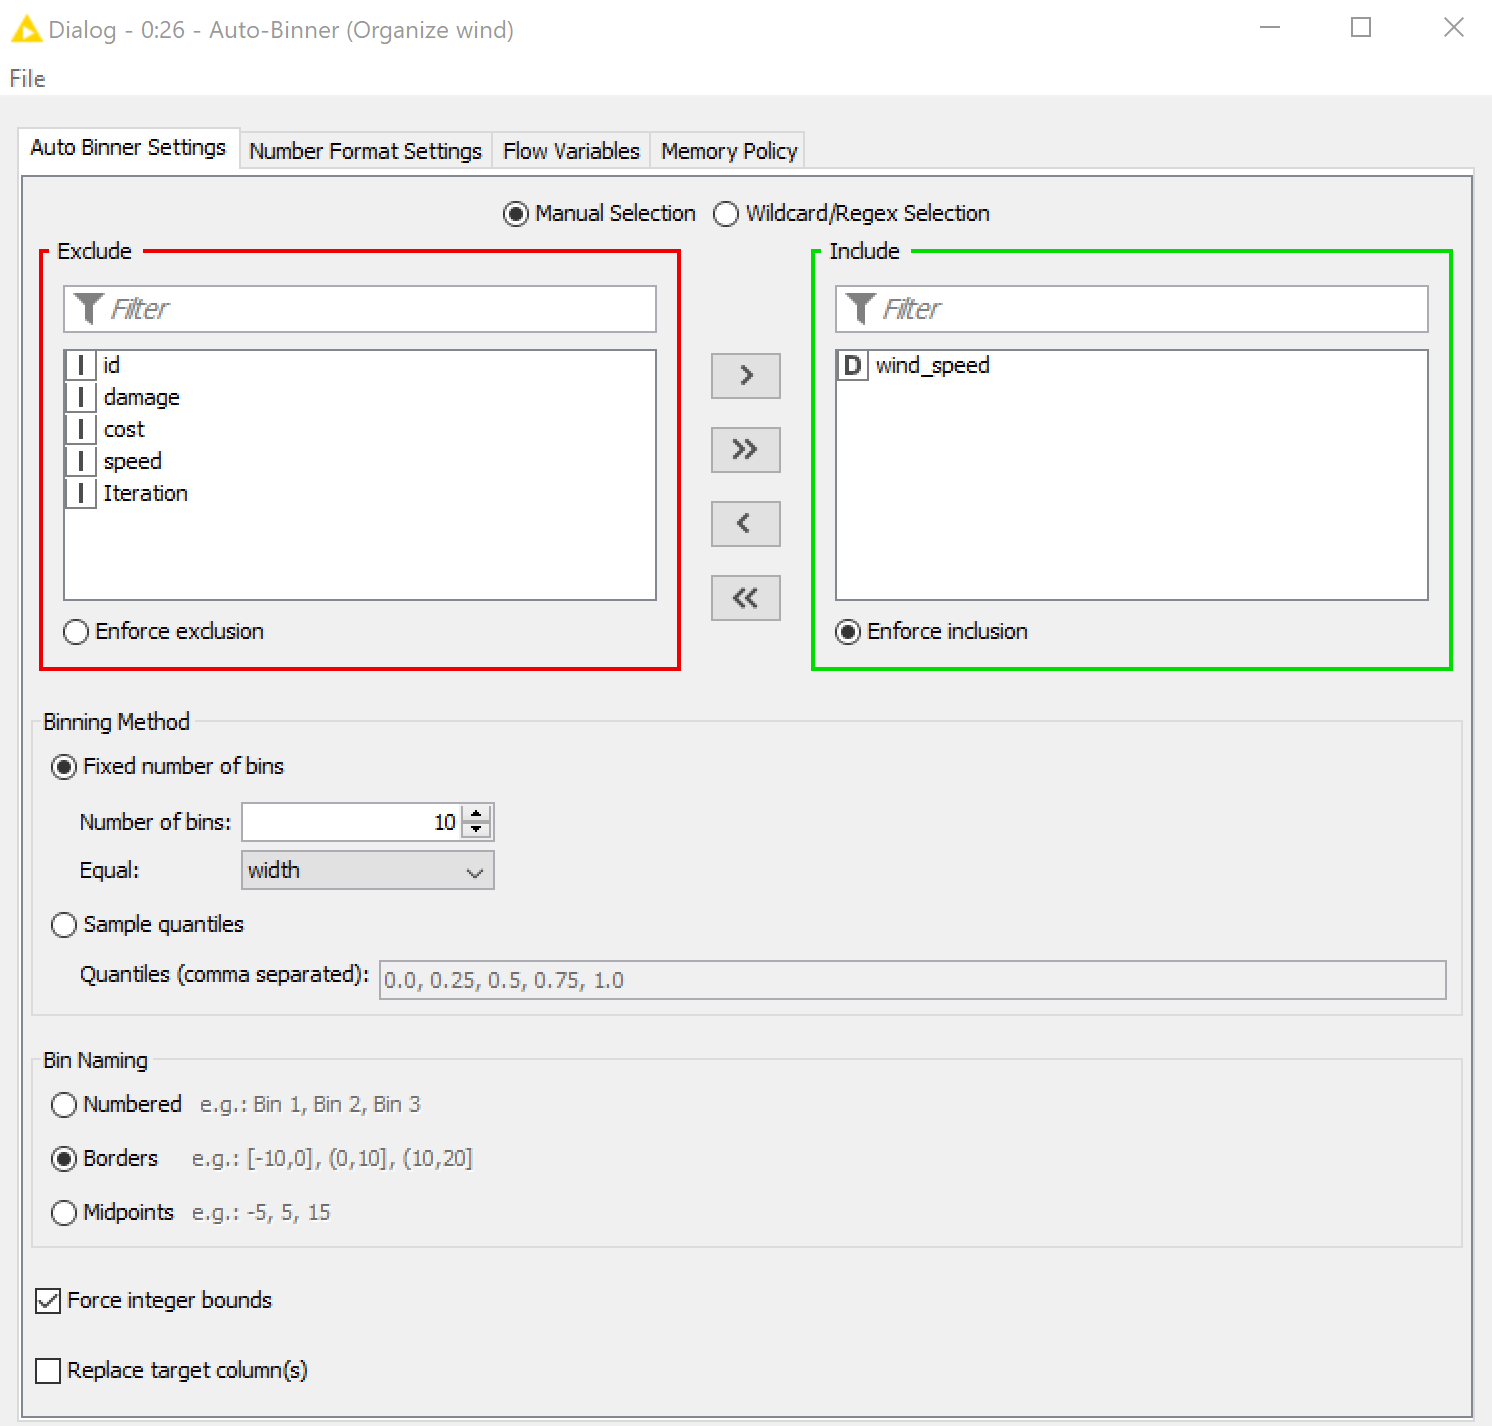 Dialog - 0:26 - Auto-Binner (Organize wind)
File
Auto Binner Settings Number Format Settings Flow Variables Memory Policy
Manual Selection Wildcard/Regex Selection
Exclude Include
Filter Filter
I id D wind_speed
I damage
I cost
I speed
I Iteration
> 
>>
<
<<
Enforce exclusion Enforce inclusion
Binning Method
Fixed number of bins
Number of bins: 10
Equal: width
Sample quantiles
Quantiles (comma separated): 0.0, 0.25, 0.5, 0.75, 1.0
Bin Naming
Numbered e.g.: Bin 1, Bin 2, Bin 3
Borders e.g.: [-10,0], (0,10], (10,20]
Midpoints e.g.: -5, 5, 15
Force integer bounds
Replace target column(s)